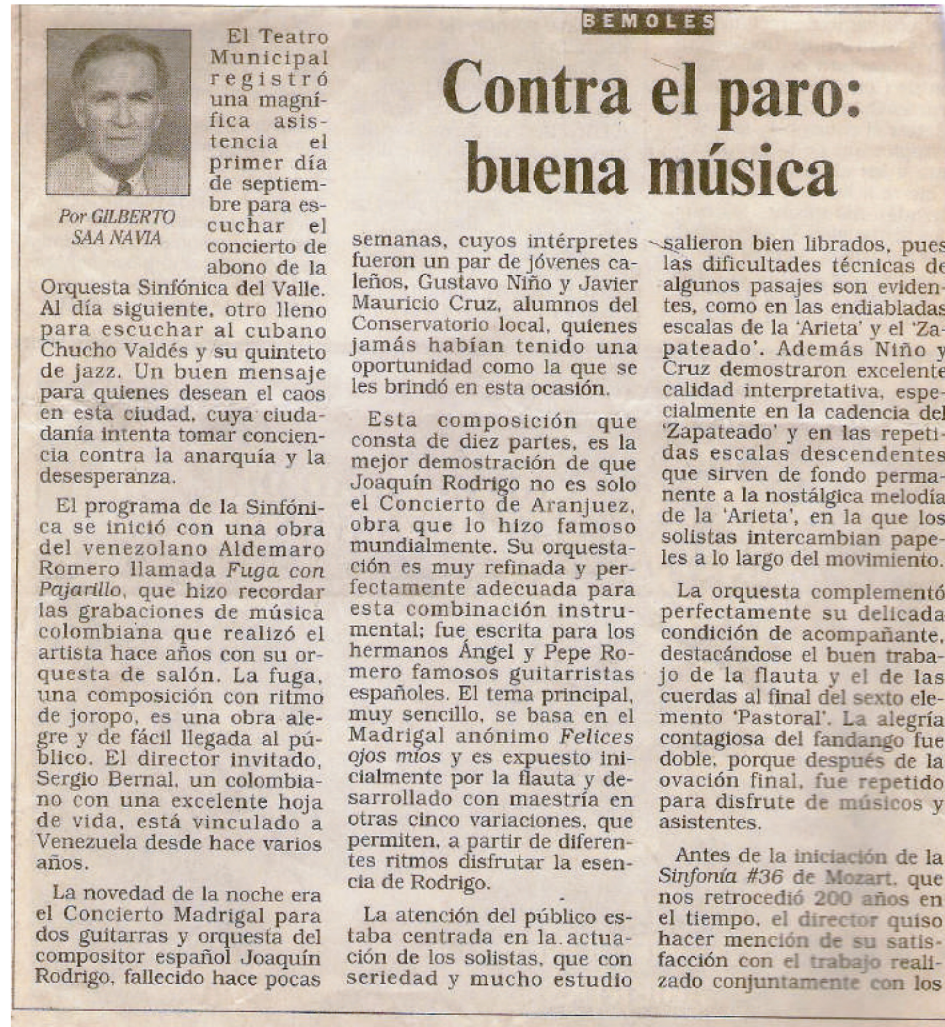 BEMOLES
Contra el paro:
buena música
Por GILBERTO
SAA NAVIA
El Teatro
Municipal
registró
una magní-
fica asis-
tencia el
primer día
de septiem-
bre para es-
cuchar el
concierto de
abono de la
Orquesta Sinfónica del Valle.
Al día siguiente, otro lleno
para escuchar al cubano
Chucho Valdés y su quinteto
de jazz. Un buen mensaje
para quienes desean el caos
en esta ciudad, cuya ciuda-
danía intenta tomar concien-
cia contra la anarquía y la
desesperanza.
El programa de la Sinfóni-
ca se inició con una obra
del venezolano Aldemaro
Romero llamada Fuga con
Pajarillo, que hizo recordar
las grabaciones de música
colombiana que realizó el
artista hace años con su or-
questa de salón. La fuga,
una composición con ritmo
de joropo, es una obra ale-
gre y de fácil llegada al pú-
blico. El director invitado,
Sergio Bernal, un colombia-
no con una excelente hoja
de vida, está vinculado a
Venezuela desde hace varios
años.
La novedad de la noche era
el Concierto Madrigal para
dos guitarras y orquesta del
compositor español Joaquín
Rodrigo, fallecido hace pocas
semanas, cuyos intérpretes
fueron un par de jóvenes ca-
leños, Gustavo Niño y Javier
Mauricio Cruz, alumnos del
Conservatorio local, quienes
jamás habían tenido una
oportunidad como la que se
les brindó en esta ocasión.
Esta composición que
consta de diez partes, es la
mejor demostración de que
Joaquín Rodrigo no es solo
el Concierto de Aranjuez,
obra que lo hizo famoso
mundialmente. Su orquesta-
ción es muy refinada y per-
fectamente adecuada para
esta combinación instru-
mental; fue escrita para los
hermanos Ángel y Pepe Ro-
mero famosos guitarristas
españoles. El tema principal,
muy sencillo, se basa en el
Madrigal anónimo Felices
ojos míos y es expuesto ini-
cialmente por la flauta y de-
sarrollado con maestría en
otras cinco variaciones, que
permiten, a partir de diferen-
tes ritmos disfrutar la esen-
cia de Rodrigo.
La atención del público es-
taba centrada en la actua-
ción de los solistas, que con
seriedad y mucho estudio
salieron bien librados, pues
las dificultades técnicas de
algunos pasajes son eviden-
tes, como en las endiabladas
escalas de la 'Arieta' y el 'Za-
pateado'. Además Niño y
Cruz demostraron excelente
calidad interpretativa, espe-
cialmente en la cadencia del
'Zapateado' y en las repeti-
das escalas descendentes
que sirven de fondo perma-
nente a la nostálgica melodía
de la 'Arieta', en la que los
solistas intercambian pape-
les a lo largo del movimiento.
La orquesta complementó
perfectamente su delicada
condición de acompañante,
destacándose el buen traba-
jo de la flauta y el de las
cuerdas al final del sexto ele-
mento 'Pastoral'. La alegría
contagiosa del fandango fue
doble, porque después de la
ovación final, fue repetido
para disfrute de músicos y
asistentes.
Antes de la iniciación de la
Sinfonía #36 de Mozart, que
nos retrocedió 200 años en
el tiempo, el director quiso
hacer mención de su satis-
facción con el trabajo reali-
zado conjuntamente con los